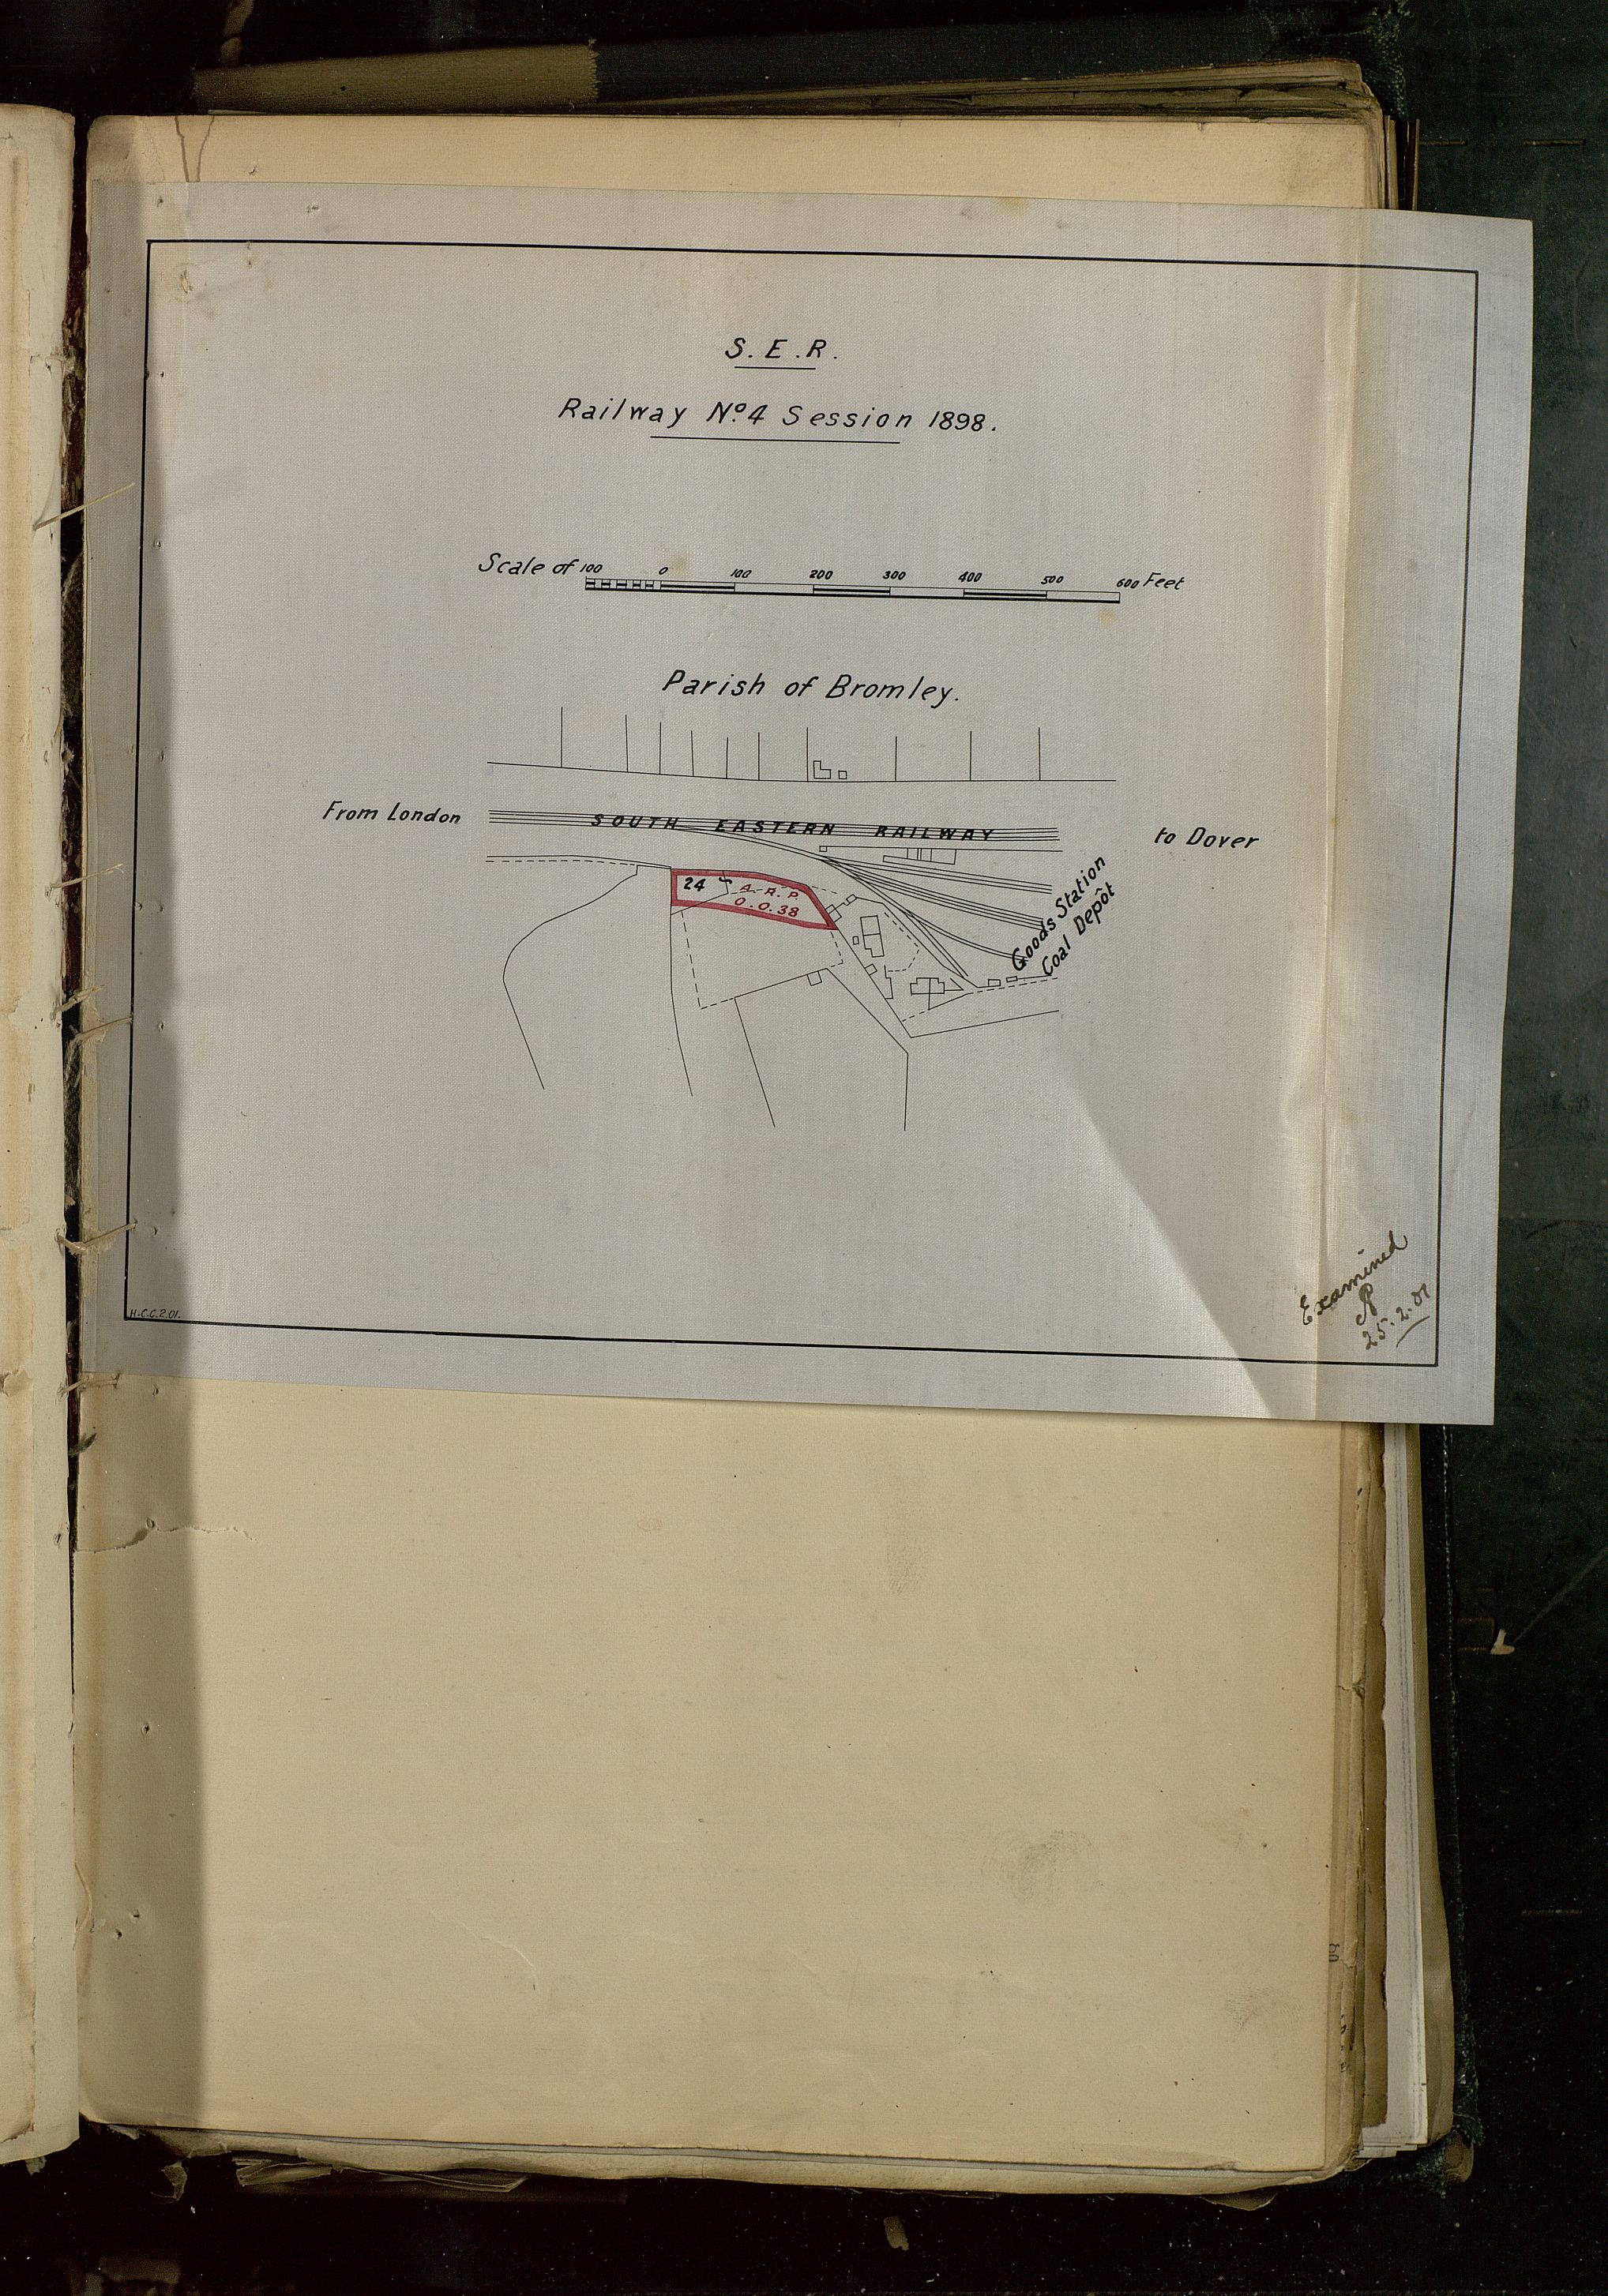 S. E. R.
Railway Nº. 4 Session 1898.
Scale of 100 0 100 200 300 400 500 600 Feet
Parish of Bromley.
From London
SOUTH EASTERN RAILWAY
to Dover
24
A. R. P.
0. 0. 38
Goods Station
Coal Depôt
Examined
25. 2. 01
H.C.C. 2.01.